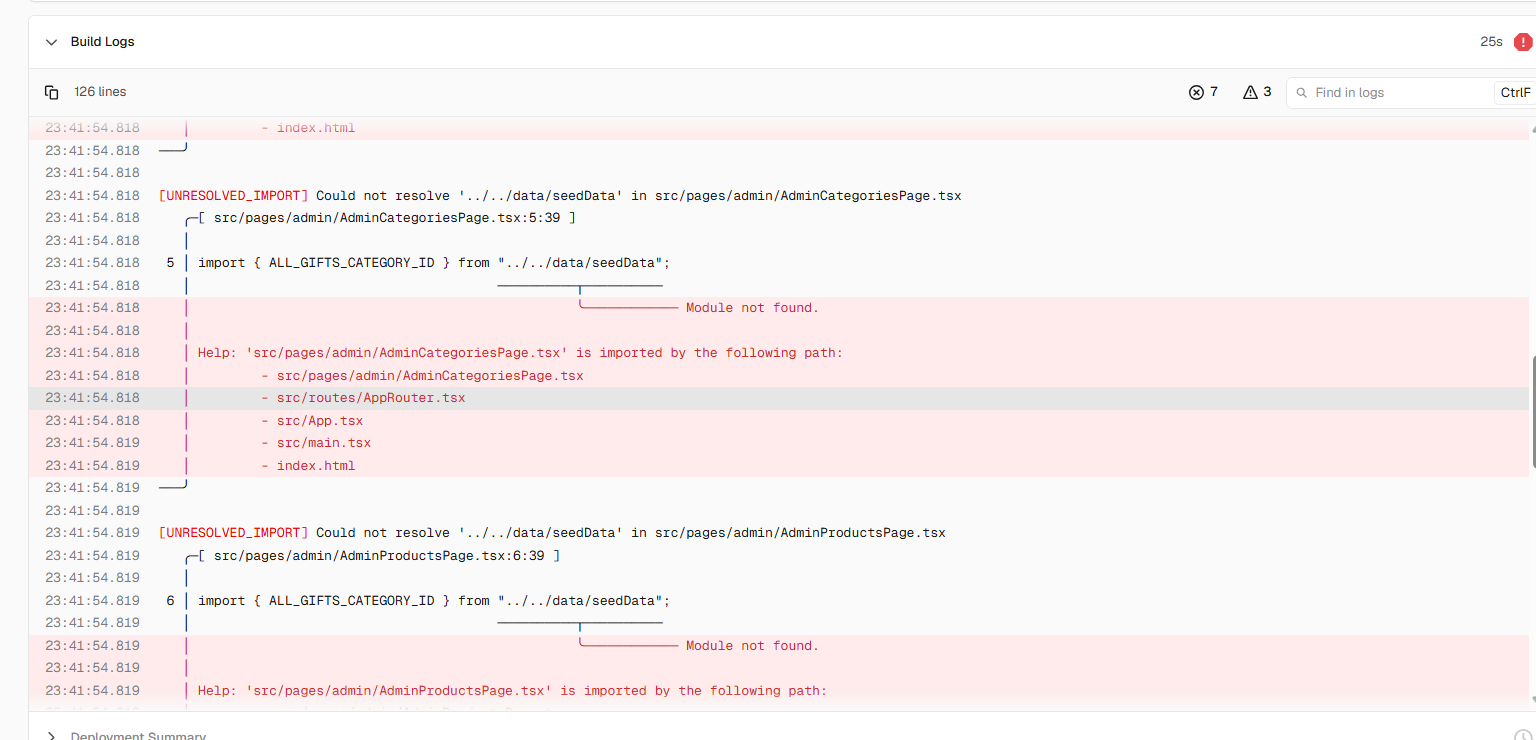 Build Logs 25s
126 lines 7 3 Find in logs CtrlF
23:41:54.818 - index.html
23:41:54.818
23:41:54.818
23:41:54.818 [UNRESOLVED_IMPORT] Could not resolve '../../data/seedData' in src/pages/admin/AdminCategoriesPage.tsx
23:41:54.818 [ src/pages/admin/AdminCategoriesPage.tsx:5:39 ]
23:41:54.818
23:41:54.818 5 import { ALL_GIFTS_CATEGORY_ID } from "../../data/seedData";
23:41:54.818
23:41:54.818 Module not found.
23:41:54.818
23:41:54.818 Help: 'src/pages/admin/AdminCategoriesPage.tsx' is imported by the following path:
23:41:54.818 - src/pages/admin/AdminCategoriesPage.tsx
23:41:54.818 - src/routes/AppRouter.tsx
23:41:54.818 - src/App.tsx
23:41:54.819 - src/main.tsx
23:41:54.819 - index.html
23:41:54.819
23:41:54.819
23:41:54.819 [UNRESOLVED_IMPORT] Could not resolve '../../data/seedData' in src/pages/admin/AdminProductsPage.tsx
23:41:54.819 [ src/pages/admin/AdminProductsPage.tsx:6:39 ]
23:41:54.819
23:41:54.819 6 import { ALL_GIFTS_CATEGORY_ID } from "../../data/seedData";
23:41:54.819
23:41:54.819 Module not found.
23:41:54.819
23:41:54.819 Help: 'src/pages/admin/AdminProductsPage.tsx' is imported by the following path:
Deployment Summary